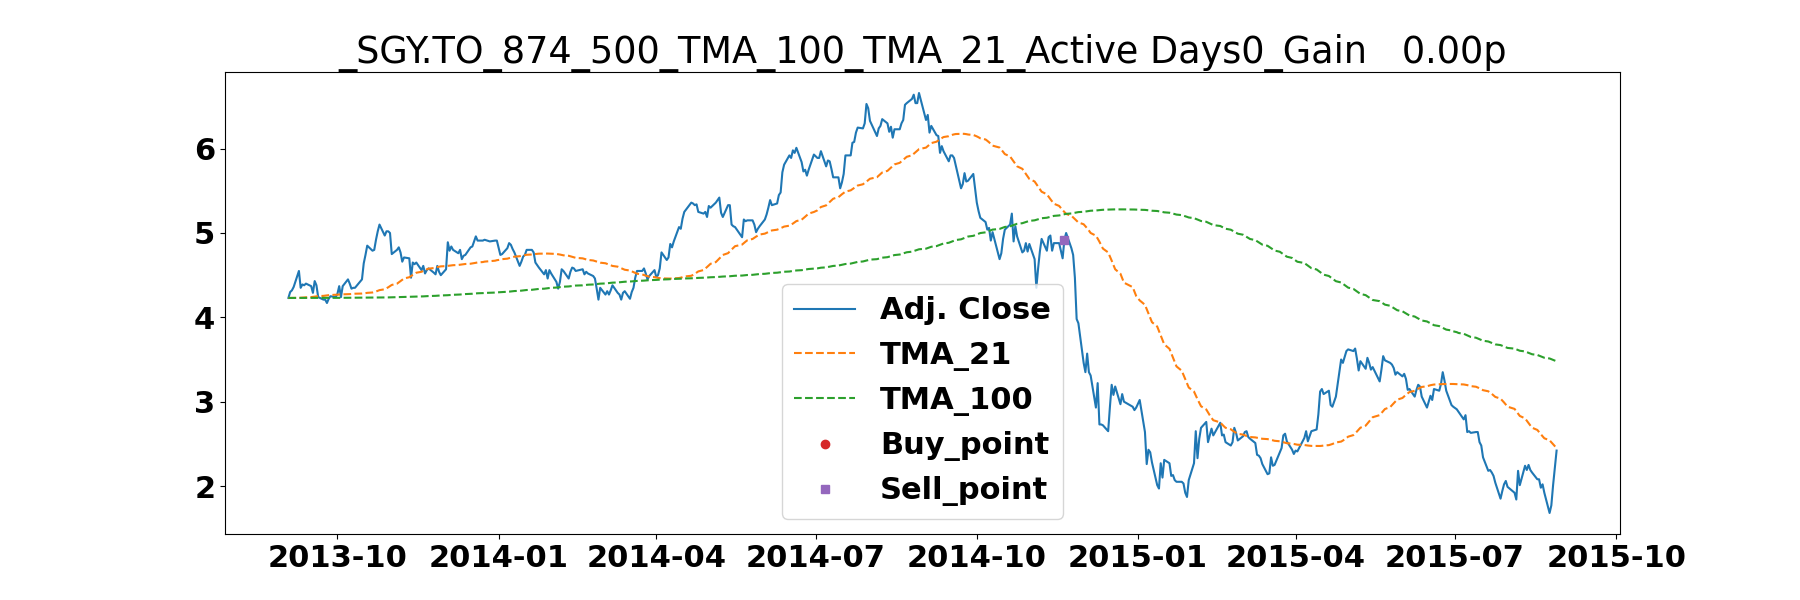 _SGY.TO_874_500_TMA_100_TMA_21_Active Days0_Gain   0.00p
6
5
4
3
2
Adj. Close
TMA_21
TMA_100
Buy_point
Sell_point
2013-10 2014-01 2014-04 2014-07 2014-10 2015-01 2015-04 2015-07 2015-10